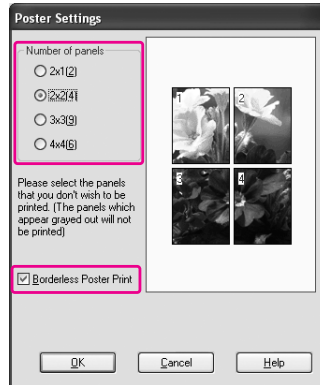 Poster Settings
Number of panels
2x1(2)
2x2(4)
3x3(9)
4x4(6)
1
2
3
4
Please select the panels
that you don't wish to be
printed. (The panels which
appear grayed out will not
be printed)
Borderless Poster Print
OK
Cancel
Help